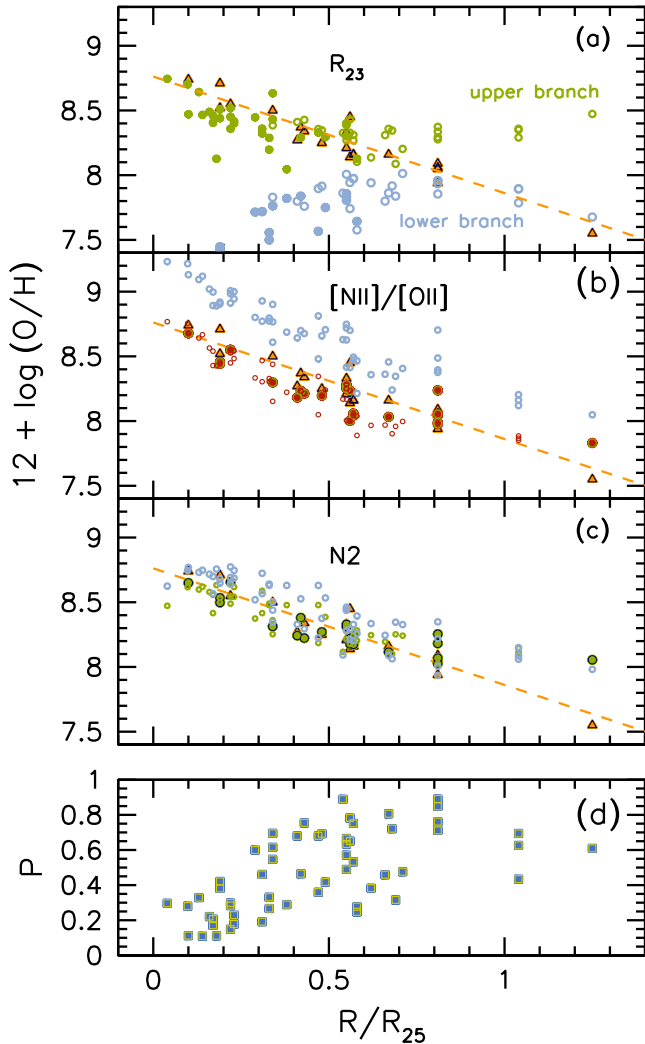 (a)
R23
upper branch
lower branch
9
8.5
8
7.5
(b)
[NII]/[OII]
9
8.5
8
7.5
12 + log (O/H)
(c)
N2
9
8.5
8
7.5
(d)
1
0.8
0.6
0.4
0.2
0
P
0 0.5 1
R/R25